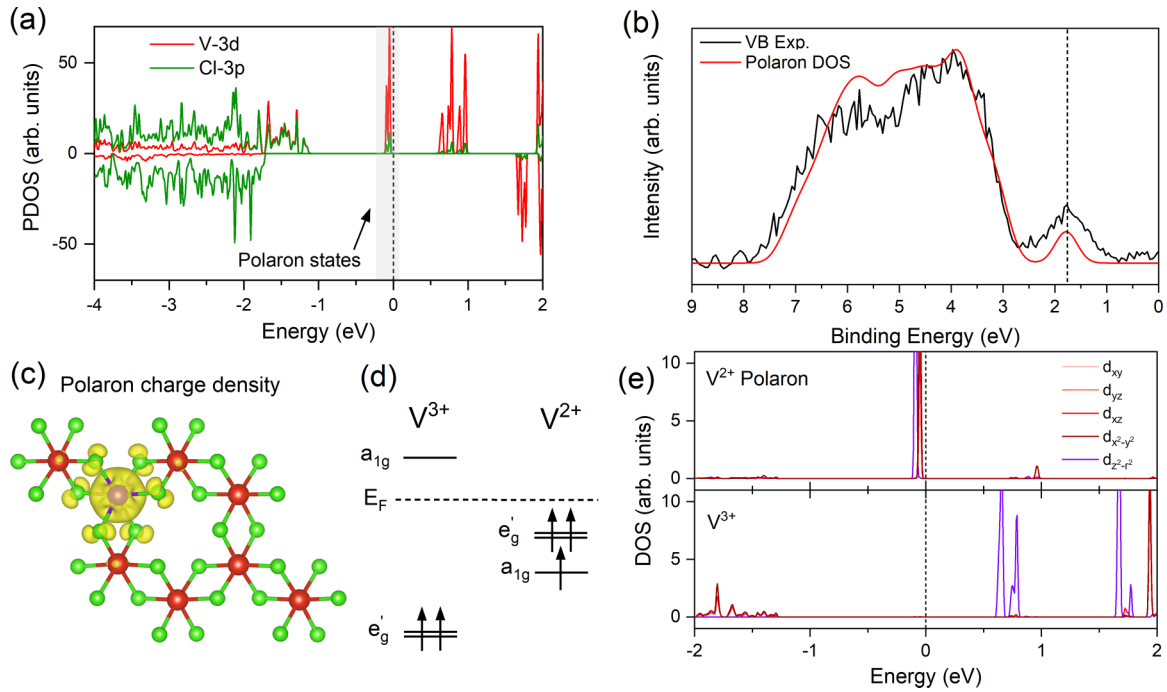 (a)
V-3d
Cl-3p
50
0
-50
PDOS (arb. units)
Polaron states
-4 -3 -2 -1 0 1 2
Energy (eV)
(b)
VB Exp.
Polaron DOS
Intensity (arb. units)
9 8 7 6 5 4 3 2 1 0
Binding Energy (eV)
(c)
Polaron charge density
(d)
V3+ V2+
a1g
EF
e'g
a1g
e'g
(e)
10
5
0
V2+ Polaron
dxy
dyz
dxz
dx2-y2
dz2-r2
10
5
0
V3+
DOS (arb. units)
-2 -1 0 1 2
Energy (eV)